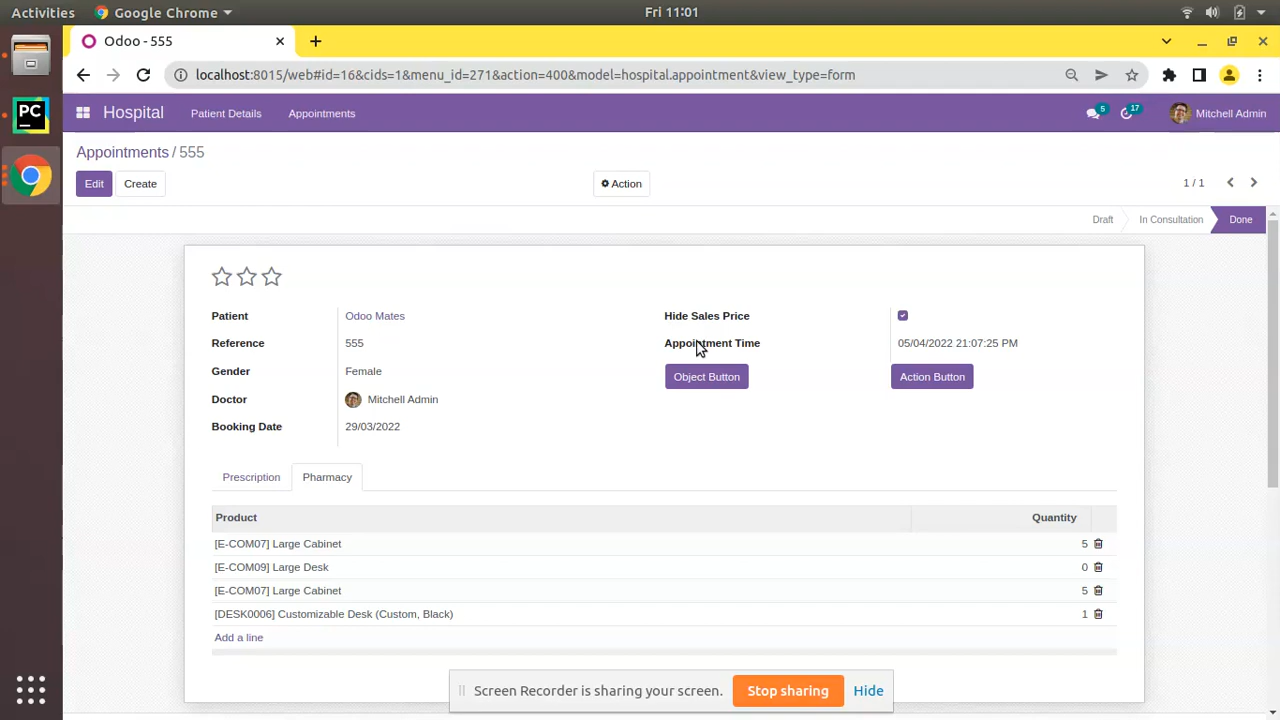 Activities Google Chrome Fri 11:01
Odoo - 555
localhost:8015/web#id=16&cids=1&menu_id=271&action=400&model=hospital.appointment&view_type=form
Hospital Patient Details Appointments 5 17 Mitchell Admin
Appointments / 555
Edit Create Action 1 / 1
Draft In Consultation Done
Patient Odoo Mates Hide Sales Price
Reference 555 Appointment Time 05/04/2022 21:07:25 PM
Gender Female Object Button Action Button
Doctor Mitchell Admin
Booking Date 29/03/2022
Prescription Pharmacy
Product Quantity
[E-COM07] Large Cabinet 5
[E-COM09] Large Desk 0
[E-COM07] Large Cabinet 5
[DESK0006] Customizable Desk (Custom, Black) 1
Add a line
Screen Recorder is sharing your screen. Stop sharing Hide
PC